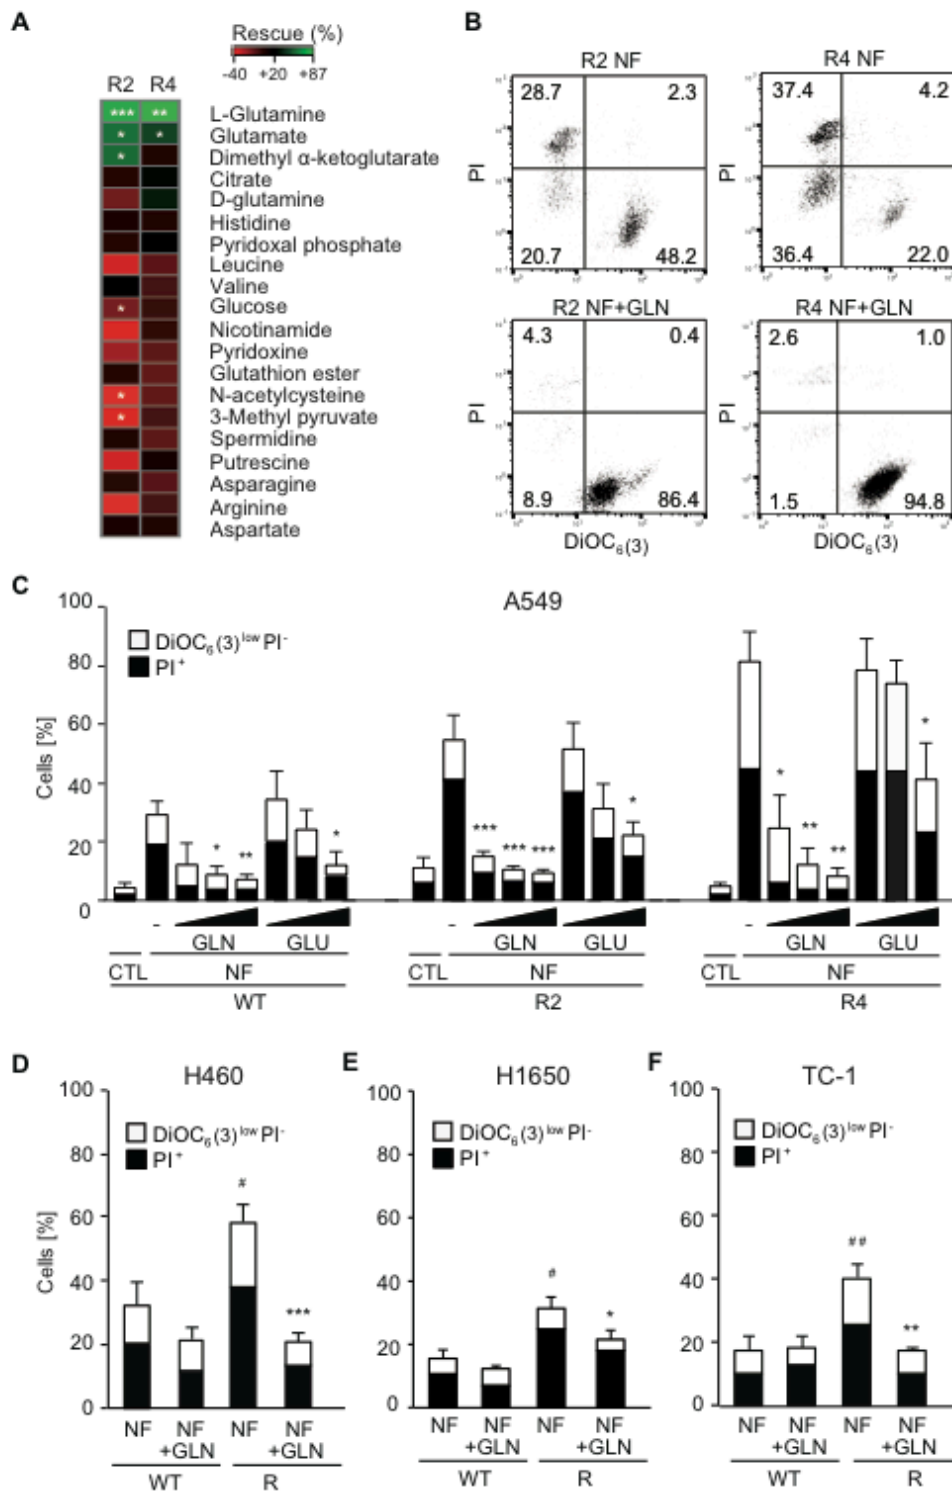 A
Rescue (%)
-40 +20 +87
R2 R4
*** ** L-Glutamine
* * Glutamate
* Dimethyl α-ketoglutarate
Citrate
D-glutamine
Histidine
Pyridoxal phosphate
Leucine
Valine
* Glucose
Nicotinamide
Pyridoxine
Glutathion ester
* N-acetylcysteine
* 3-Methyl pyruvate
Spermidine
Putrescine
Asparagine
Arginine
Aspartate
B
R2 NF R4 NF
28.7 2.3 37.4 4.2
PI PI
20.7 48.2 36.4 22.0
R2 NF+GLN R4 NF+GLN
4.3 0.4 2.6 1.0
PI PI
8.9 86.4 1.5 94.8
DiOC6(3) DiOC6(3)
C
A549
DiOC6(3)low PI-
PI+
Cells [%]
100
80
60
40
20
0
* ** * *** *** *** * * ** ** *
- GLN GLU - GLN GLU - GLN GLU
CTL NF CTL NF CTL NF
WT R2 R4
D
H460
DiOC6(3)low PI-
PI+
Cells [%]
100
80
60
40
20
0
# ***
NF NF NF NF
+GLN +GLN
WT R
E
H1650
DiOC6(3)low PI-
PI+
100
80
60
40
20
0
# *
NF NF NF NF
+GLN +GLN
WT R
F
TC-1
DiOC6(3)low PI-
PI+
100
80
60
40
20
0
## **
NF NF NF NF
+GLN +GLN
WT R